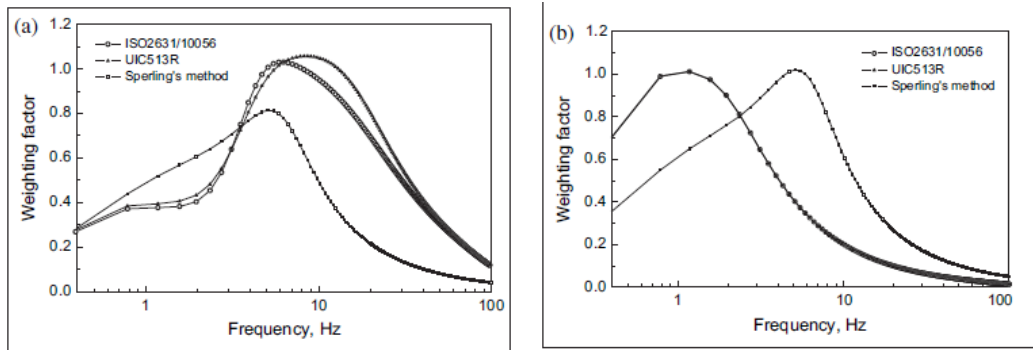 (a)
1.2
1.0
0.8
0.6
0.4
0.2
0.0
Weighting factor
ISO2631/10056
UIC513R
Sperling's method
1
10
100
Frequency, Hz
(b)
1.2
1.0
0.8
0.6
0.4
0.2
0.0
Weighting factor
ISO2631/10056
UIC513R
Sperling's method
1
10
100
Frequency, Hz